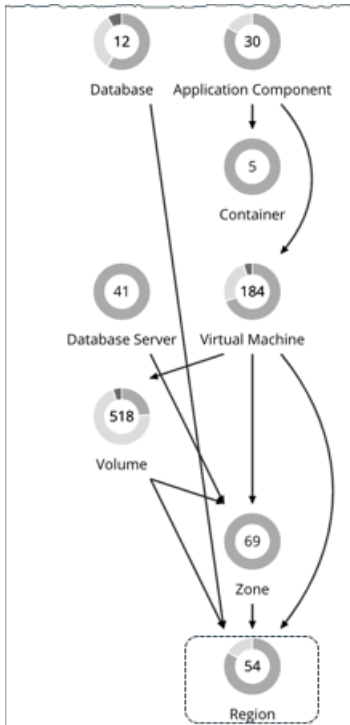 12 30
Database Application Component
5
Container
41 184
Database Server Virtual Machine
518
Volume
69
Zone
54
Region